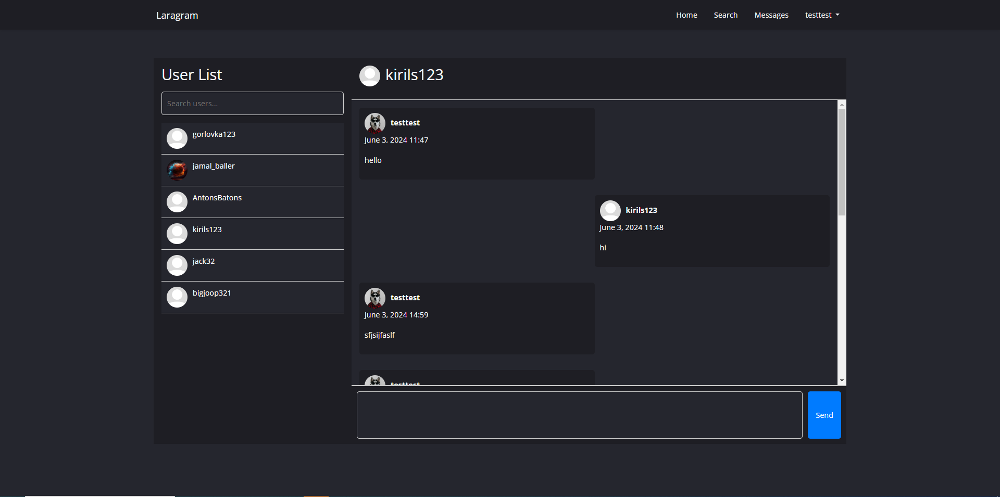 Laragram
Home Search Messages testtest
User List
Search users...
gorlovka123
jamal_baller
AntonsBatons
kirils123
jack32
bigjoop321
kirils123
testtest
June 3, 2024 11:47
hello
kirils123
June 3, 2024 11:48
hi
testtest
June 3, 2024 14:59
sfjsijfaslf
testtest
Send